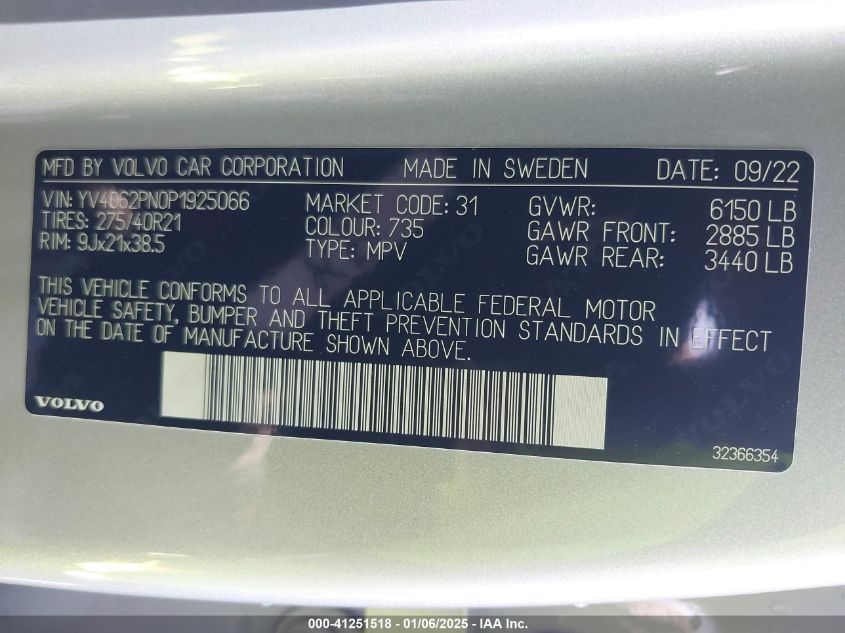 MFD BY VOLVO CAR CORPORATION MADE IN SWEDEN DATE: 09/22
VIN: YV4062PN0P1925066 MARKET CODE: 31 GVWR: 6150 LB
TIRES: 275/40R21 COLOUR: 735 GAWR FRONT: 2885 LB
RIM: 9Jx21x38.5 TYPE: MPV GAWR REAR: 3440 LB
THIS VEHICLE CONFORMS TO ALL APPLICABLE FEDERAL MOTOR
VEHICLE SAFETY, BUMPER AND THEFT PREVENTION STANDARDS IN EFFECT
ON THE DATE OF MANUFACTURE SHOWN ABOVE.
VOLVO
32366354
000-41251518 - 01/06/2025 - IAA Inc.